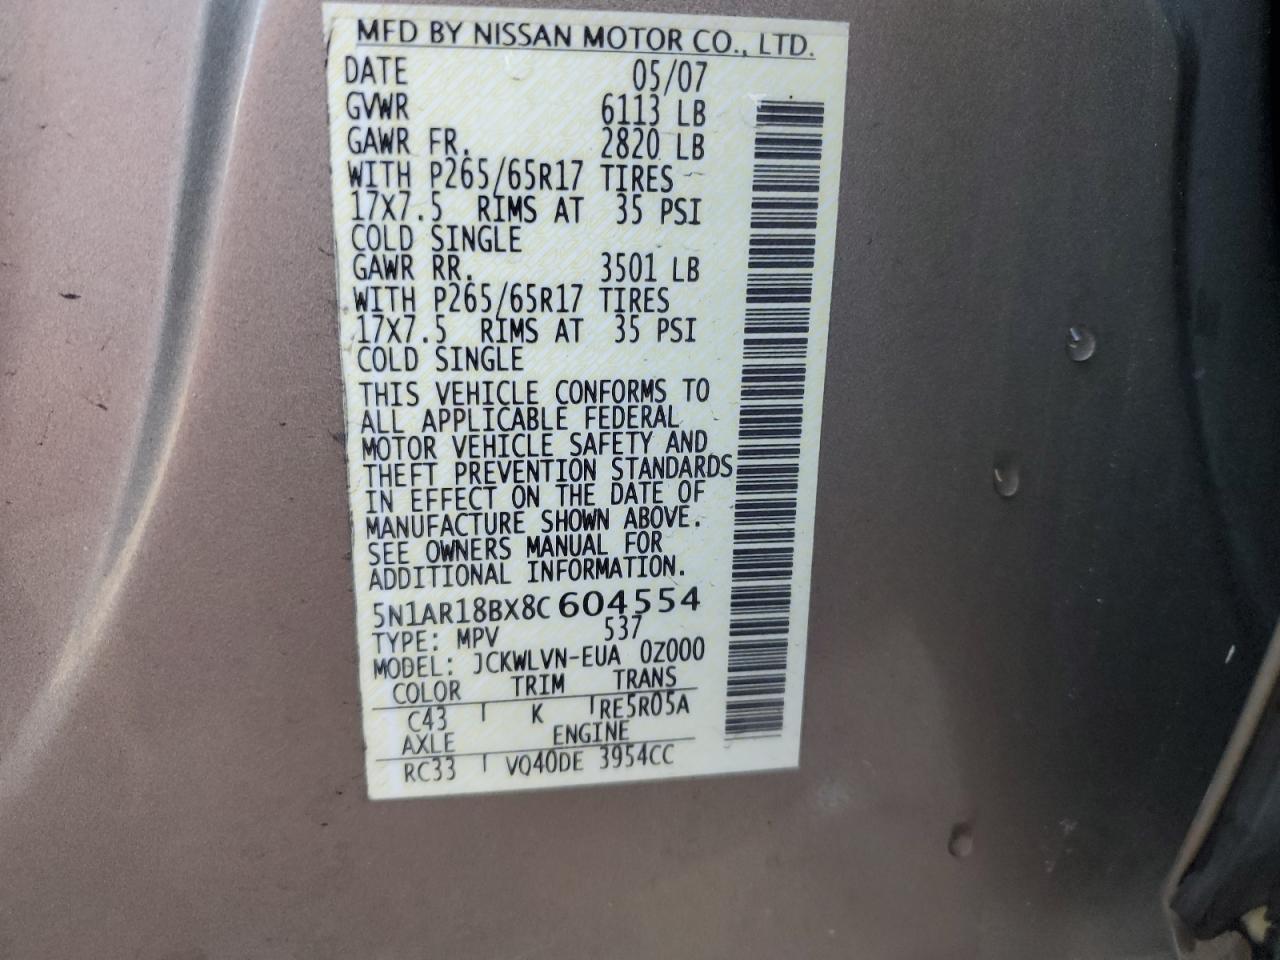 MFD BY NISSAN MOTOR CO., LTD.
DATE 05/07
GVWR 6113 LB
GAWR FR. 2820 LB
WITH P265/65R17 TIRES
17X7.5 RIMS AT 35 PSI
COLD SINGLE
GAWR RR. 3501 LB
WITH P265/65R17 TIRES
17X7.5 RIMS AT 35 PSI
COLD SINGLE
THIS VEHICLE CONFORMS TO
ALL APPLICABLE FEDERAL
MOTOR VEHICLE SAFETY AND
THEFT PREVENTION STANDARDS
IN EFFECT ON THE DATE OF
MANUFACTURE SHOWN ABOVE.
SEE OWNERS MANUAL FOR
ADDITIONAL INFORMATION.
5N1AR18BX8C604554
TYPE: MPV 537
MODEL: JCKWLVN-EUA 0Z000
COLOR TRIM TRANS
C43 K RE5R05A
AXLE ENGINE
RC33 VQ40DE 3954CC